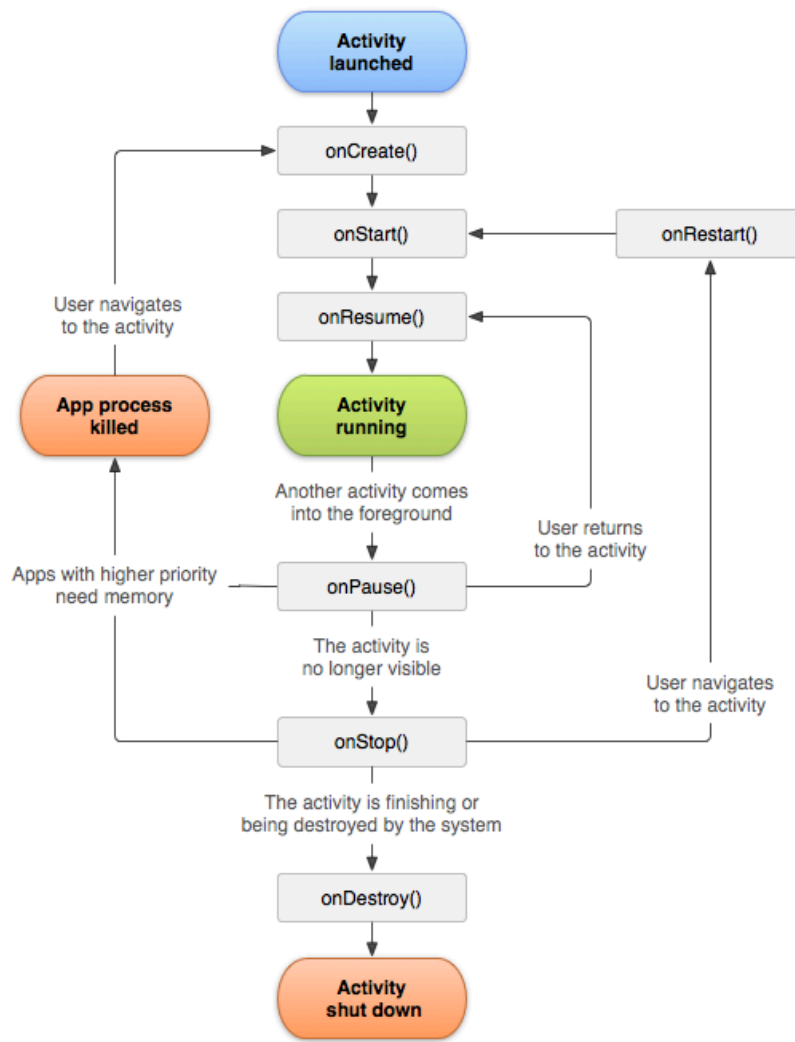 Activity
launched
onCreate()
onStart()
onRestart()
User navigates
to the activity
onResume()
App process
killed
Activity
running
Another activity comes
into the foreground
User returns
to the activity
Apps with higher priority
need memory
onPause()
The activity is
no longer visible
User navigates
to the activity
onStop()
The activity is finishing or
being destroyed by the system
onDestroy()
Activity
shut down